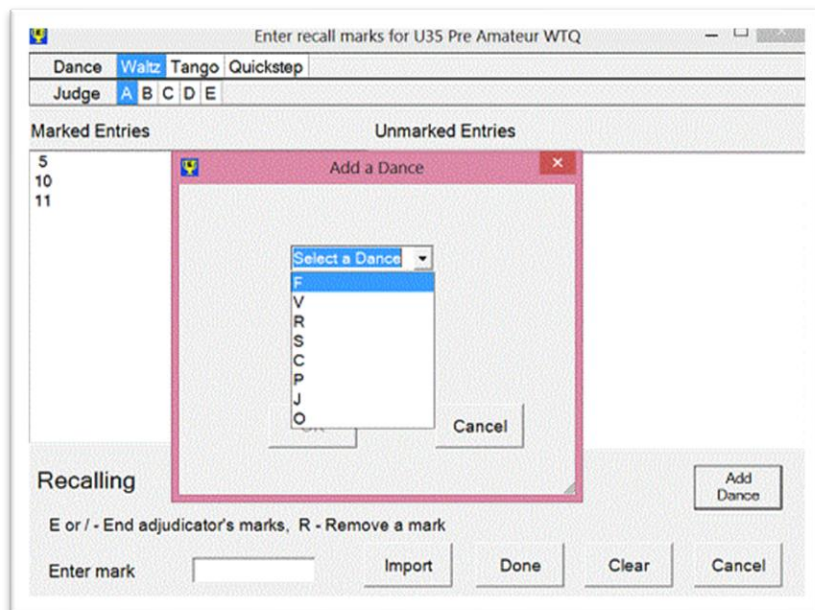 Enter recall marks for U35 Pre Amateur WTQ
Dance Waltz Tango Quickstep
Judge A B C D E
Marked Entries Unmarked Entries
5
10
11
Add a Dance
Select a Dance
F
V
R
S
C
P
J
O
Cancel
Recalling
Add
Dance
E or / - End adjudicator's marks, R - Remove a mark
Enter mark Import Done Clear Cancel